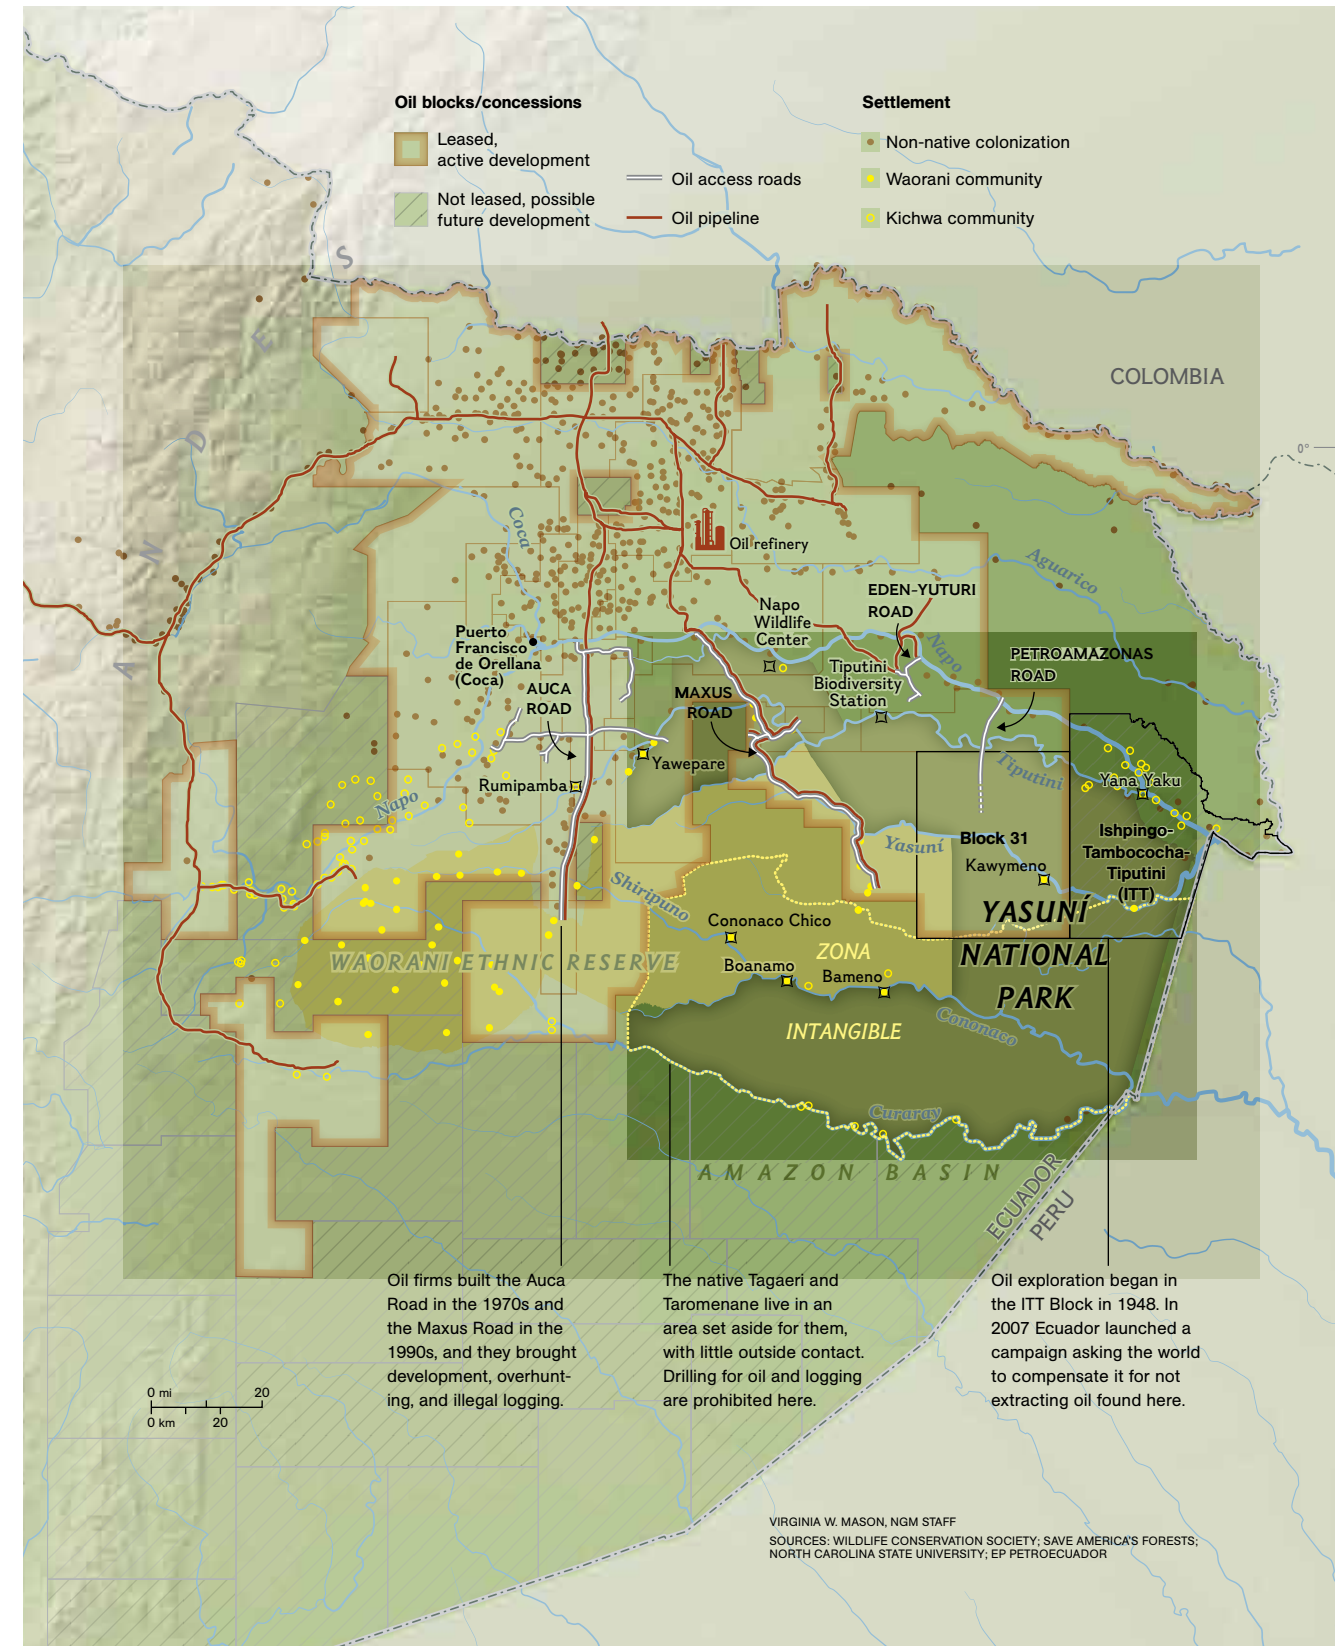 Oil blocks/concessions
Leased,
active development
Not leased, possible
future development
Oil access roads
Oil pipeline
Settlement
Non-native colonization
Waorani community
Kichwa community
ANDES
COLOMBIA
0°
Coca
Oil refinery
Aguarico
EDEN-YUTURI
ROAD
Napo
Wildlife
Center
Puerto
Francisco
de Orellana
(Coca)
Napo
PETROAMAZONAS
ROAD
Tiputini
Biodiversity
Station
AUCA
ROAD
MAXUS
ROAD
Yawepare
Tiputini
Rumipamba
Yana Yaku
Napo
Block 31
Yasuní
Kawymeno
Ishpingo-
Tambococha-
Tiputini
(ITT)
Shiripuno
YASUNÍ
NATIONAL
PARK
Cononaco Chico
ZONA
WAORANI ETHNIC RESERVE
Boanamo
Bameno
INTANGIBLE
Cononaco
Curaray
AMAZON BASIN
ECUADOR
PERU
Oil firms built the Auca
Road in the 1970s and
the Maxus Road in the
1990s, and they brought
development, overhunt-
ing, and illegal logging.
The native Tagaeri and
Taromenane live in an
area set aside for them,
with little outside contact.
Drilling for oil and logging
are prohibited here.
Oil exploration began in
the ITT Block in 1948. In
2007 Ecuador launched a
campaign asking the world
to compensate it for not
extracting oil found here.
0 mi 20
0 km 20
VIRGINIA W. MASON, NGM STAFF
SOURCES: WILDLIFE CONSERVATION SOCIETY; SAVE AMERICA'S FORESTS;
NORTH CAROLINA STATE UNIVERSITY; EP PETROECUADOR